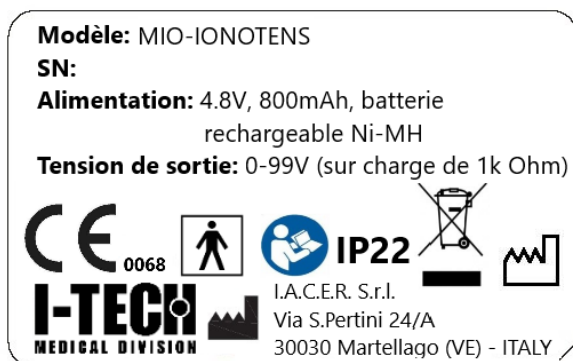 Modèle: MIO-IONOTENS
SN:
Alimentation: 4.8V, 800mAh, batterie
rechargeable Ni-MH
Tension de sortie: 0-99V (sur charge de 1k Ohm)
CE 0068
IP22
I-TECH
MEDICAL DIVISION
I.A.C.E.R. S.r.l.
Via S.Pertini 24/A
30030 Martellago (VE) - ITALY